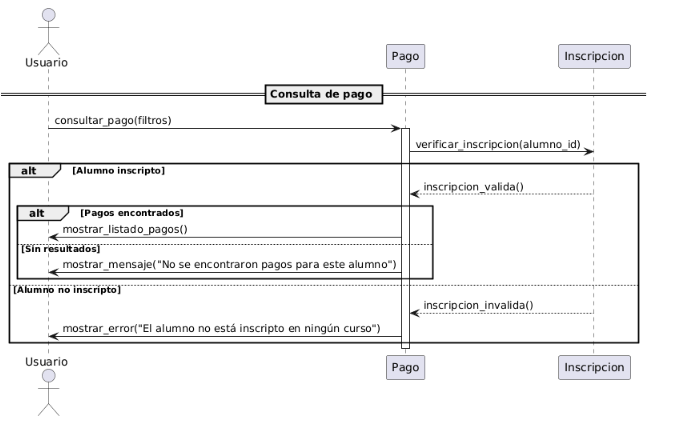 Usuario
Pago
Inscripcion
Consulta de pago
consultar_pago(filtros)
verificar_inscripcion(alumno_id)
alt [Alumno inscripto]
inscripcion_valida()
alt [Pagos encontrados]
mostrar_listado_pagos()
[Sin resultados]
mostrar_mensaje("No se encontraron pagos para este alumno")
[Alumno no inscripto]
inscripcion_invalida()
mostrar_error("El alumno no está inscripto en ningún curso")
Usuario
Pago
Inscripcion